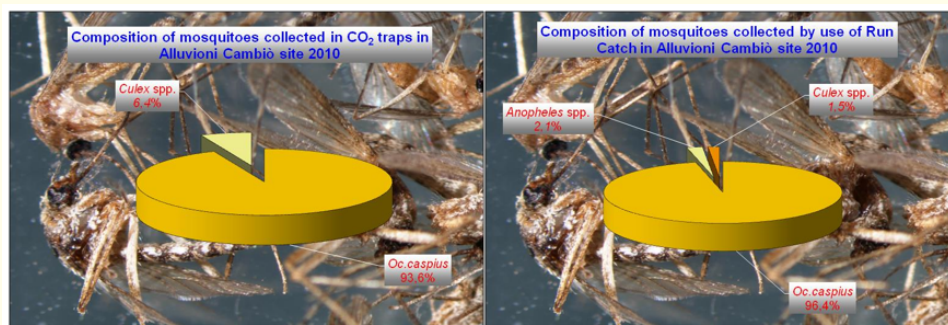 Composition of mosquitoes collected in CO₂ traps in
Alluvioni Cambiò site 2010
Culex spp.
6,4%
Oc.caspius
93,6%
Composition of mosquitoes collected by use of Run
Catch in Alluvioni Cambiò site 2010
Anopheles spp.
2,1%
Culex spp.
1,5%
Oc.caspius
96,4%